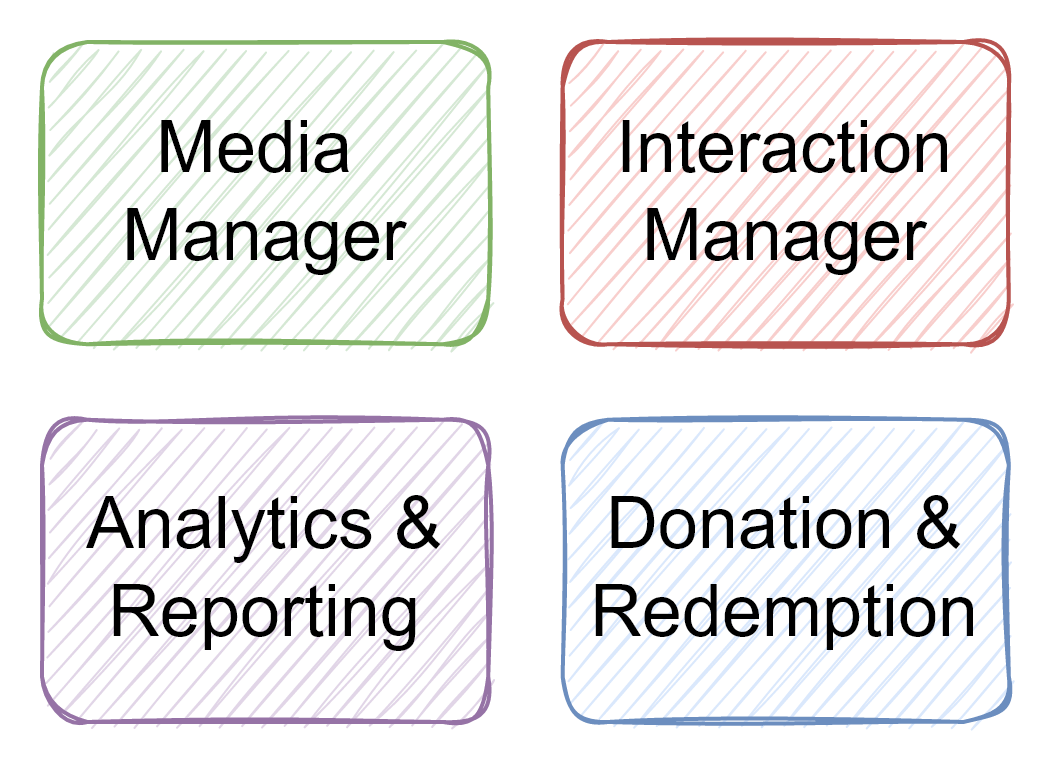 Media
Manager
Interaction
Manager
Analytics &
Reporting
Donation &
Redemption